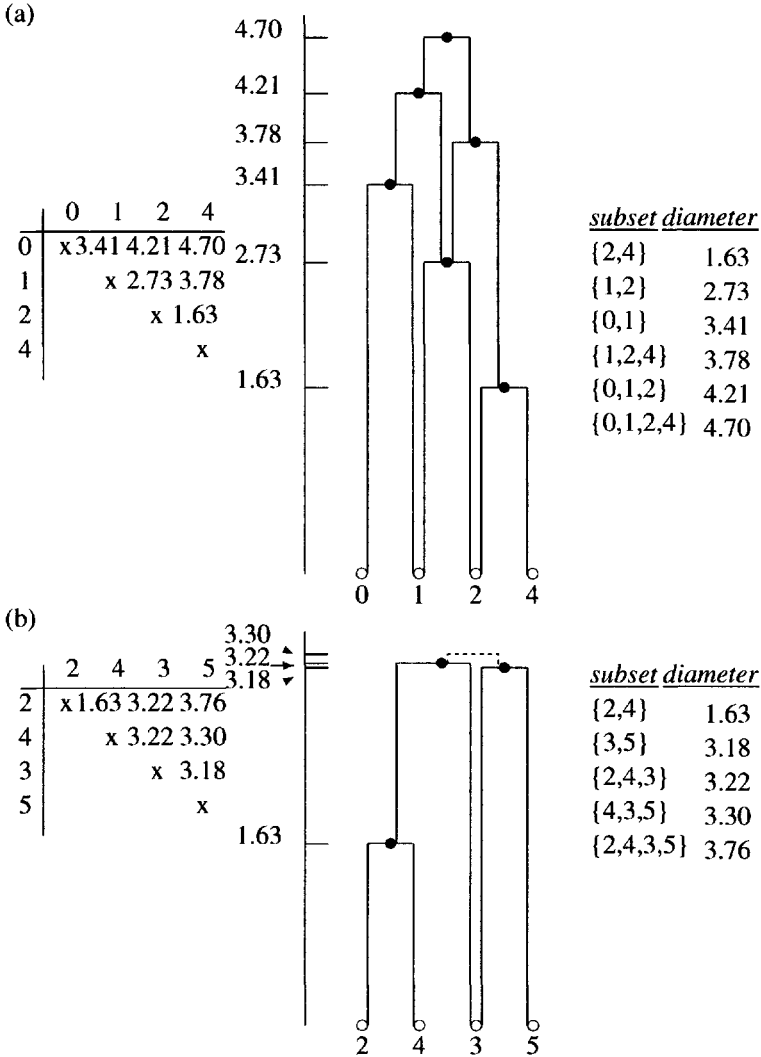 (a)
4.70
4.21
3.78
3.41
2.73
1.63
0 1 2 4
0 x 3.41 4.21 4.70
1 x 2.73 3.78
2 x 1.63
4 x
subset diameter
{2,4} 1.63
{1,2} 2.73
{0,1} 3.41
{1,2,4} 3.78
{0,1,2} 4.21
{0,1,2,4} 4.70
0 1 2 4
(b)
3.30
3.22
3.18
1.63
2 4 3 5
2 x 1.63 3.22 3.76
4 x 3.22 3.30
3 x 3.18
5 x
subset diameter
{2,4} 1.63
{3,5} 3.18
{2,4,3} 3.22
{4,3,5} 3.30
{2,4,3,5} 3.76
2 4 3 5